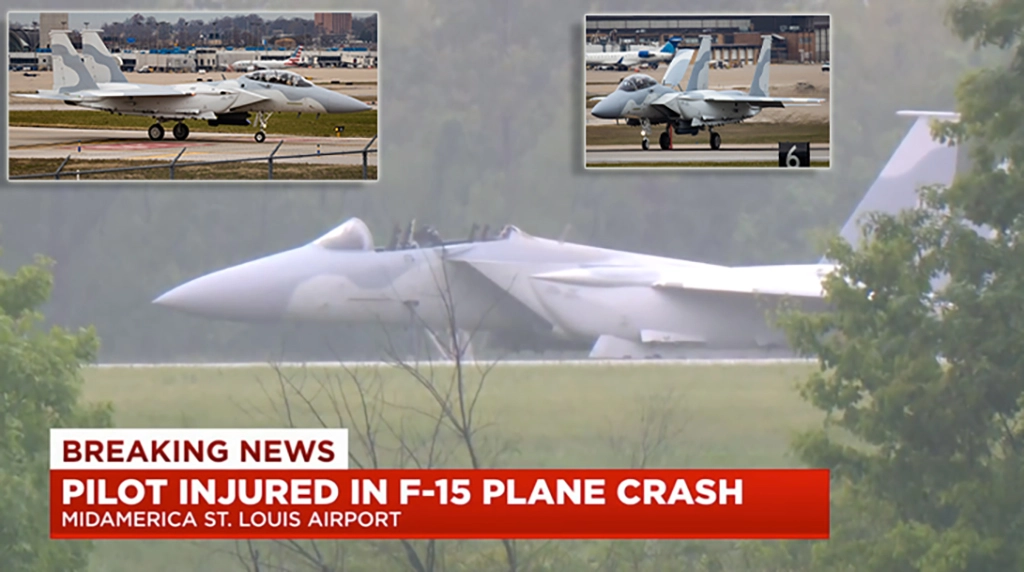 6
BREAKING NEWS
PILOT INJURED IN F-15 PLANE CRASH
MIDAMERICA ST. LOUIS AIRPORT